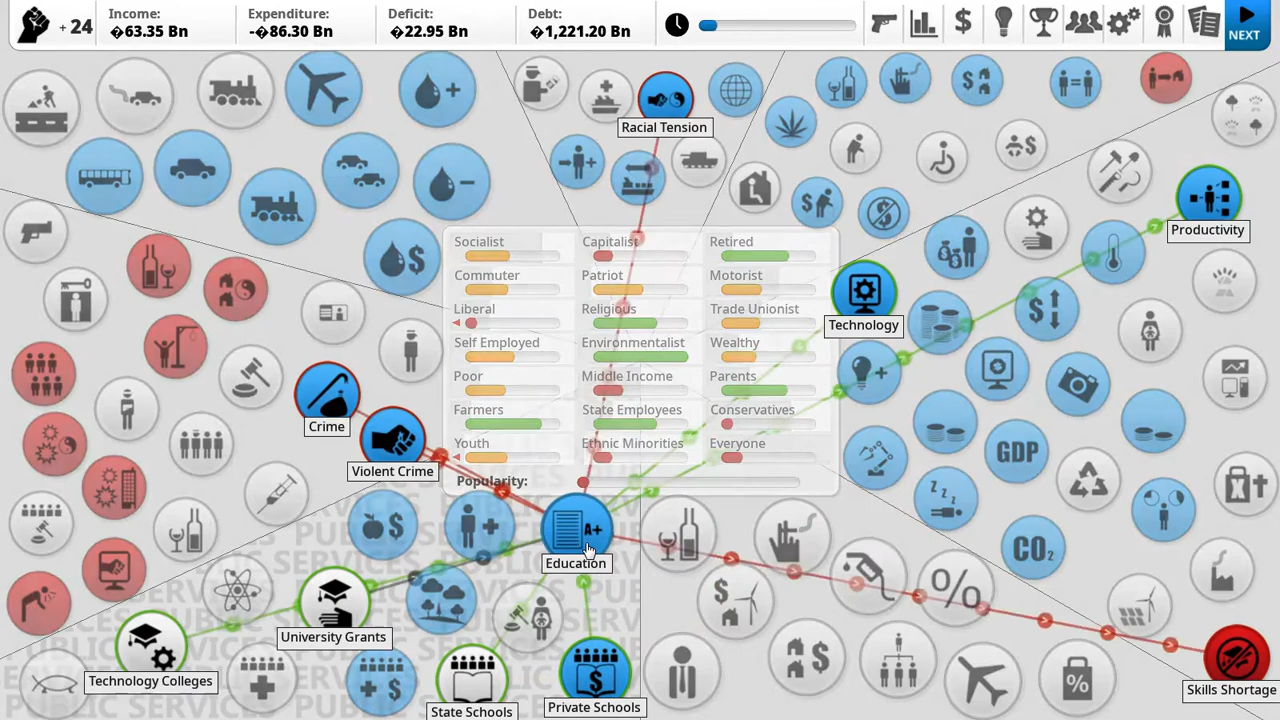 + 24
Income:
�63.35 Bn
Expenditure:
-�86.30 Bn
Deficit:
�22.95 Bn
Debt:
�1,221.20 Bn
$
NEXT
Racial Tension
Productivity
Technology
Socialist
Capitalist
Retired
Commuter
Patriot
Motorist
Liberal
Religious
Trade Unionist
Self Employed
Environmentalist
Wealthy
Poor
Middle Income
Parents
Farmers
State Employees
Conservatives
Youth
Ethnic Minorities
Everyone
Popularity:
Crime
Violent Crime
GDP
CO2
A+
Education
University Grants
Technology Colleges
State Schools
Private Schools
Skills Shortage
PUBLIC SERVICES